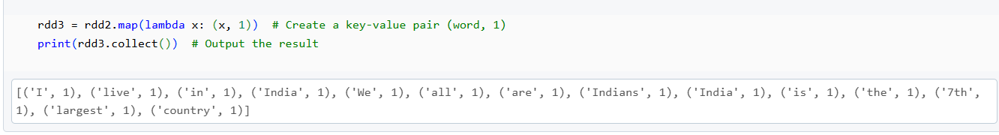 rdd3 = rdd2.map(lambda x: (x, 1))  # Create a key-value pair (word, 1)
print(rdd3.collect())  # Output the result
[('I', 1), ('live', 1), ('in', 1), ('India', 1), ('We', 1), ('all', 1), ('are', 1), ('Indians', 1), ('India', 1), ('is', 1), ('the', 1), ('7th',
1), ('largest', 1), ('country', 1)]